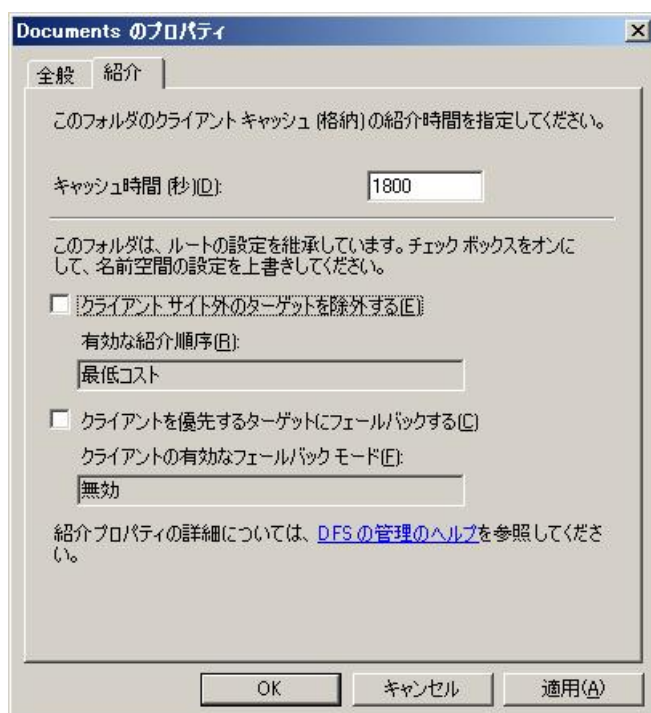 Documents のプロパティ
全般 紹介
このフォルダのクライアント キャッシュ (格納) の紹介時間を指定してください。
キャッシュ時間 (秒)(D): 1800
このフォルダは、ルートの設定を継承しています。チェック ボックスをオンに
して、名前空間の設定を上書きしてください。
クライアント サイト外のターゲットを除外する(E)
有効な紹介順序(R):
最低コスト
クライアントを優先するターゲットにフェールバックする(C)
クライアントの有効なフェールバック モード(F):
無効
紹介プロパティの詳細については、DFS の管理のヘルプを参照してくださ
い。
OK キャンセル 適用(A)